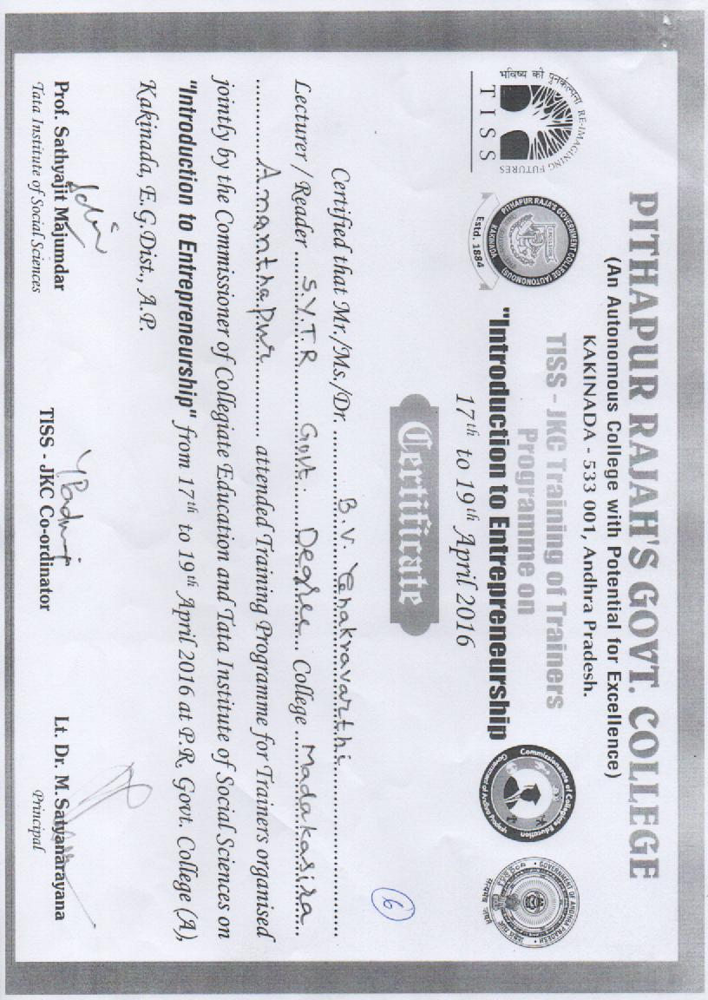 PITHAPUR RAJAH'S GOVT. COLLEGE
(An Autonomous College with Potential for Excellence)
KAKINADA - 533 001, Andhra Pradesh.
भविष्य की पुनर्कल्पना RE-IMAGINING FUTURES
TISS
PITHAPUR RAJA'S GOVERNMENT COLLEGE (AUTONOMOUS)
KAKINADA
Estd. 1884
TISS - JKC Training of Trainers
Programme on
"Introduction to Entrepreneurship
17th to 19th April 2016
Commissionerate of Collegiate Education
Government of Andhra Pradesh
GOVERNMENT OF ANDHRA PRADESH
Certificate
6
Certified that Mr./Ms./Dr. B.V. Chakravarthi
Lecturer / Reader S.Y.T.R Govt. Degree College Madakasira
Ananthapur attended Training Programme for Trainers organised
jointly by the Commissioner of Collegiate Education and Tata Institute of Social Sciences on
"Introduction to Entrepreneurship" from 17th to 19th April 2016 at P.R. Govt. College (A),
Kakinada, E.G.Dist., A.P.
Prof. Sathyajit Majumdar
Tata Institute of Social Sciences
TISS - JKC Co-ordinator
Lt. Dr. M. Satyanarayana
Principal